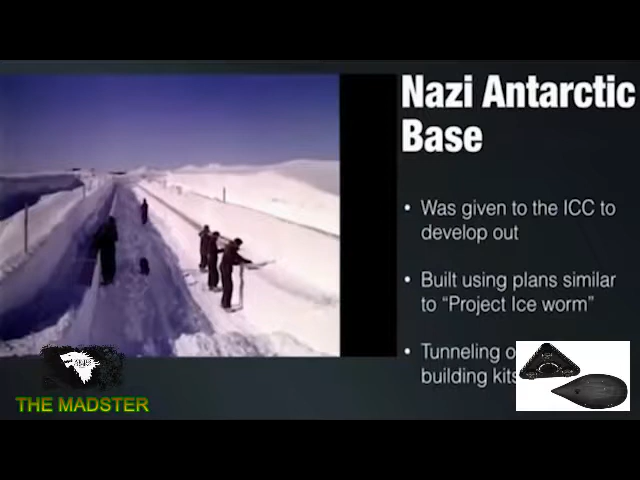 Nazi Antarctic
Base
• Was given to the ICC to
develop out
• Built using plans similar
to “Project Ice worm”
• Tunneling
building kits
THE MADSTER